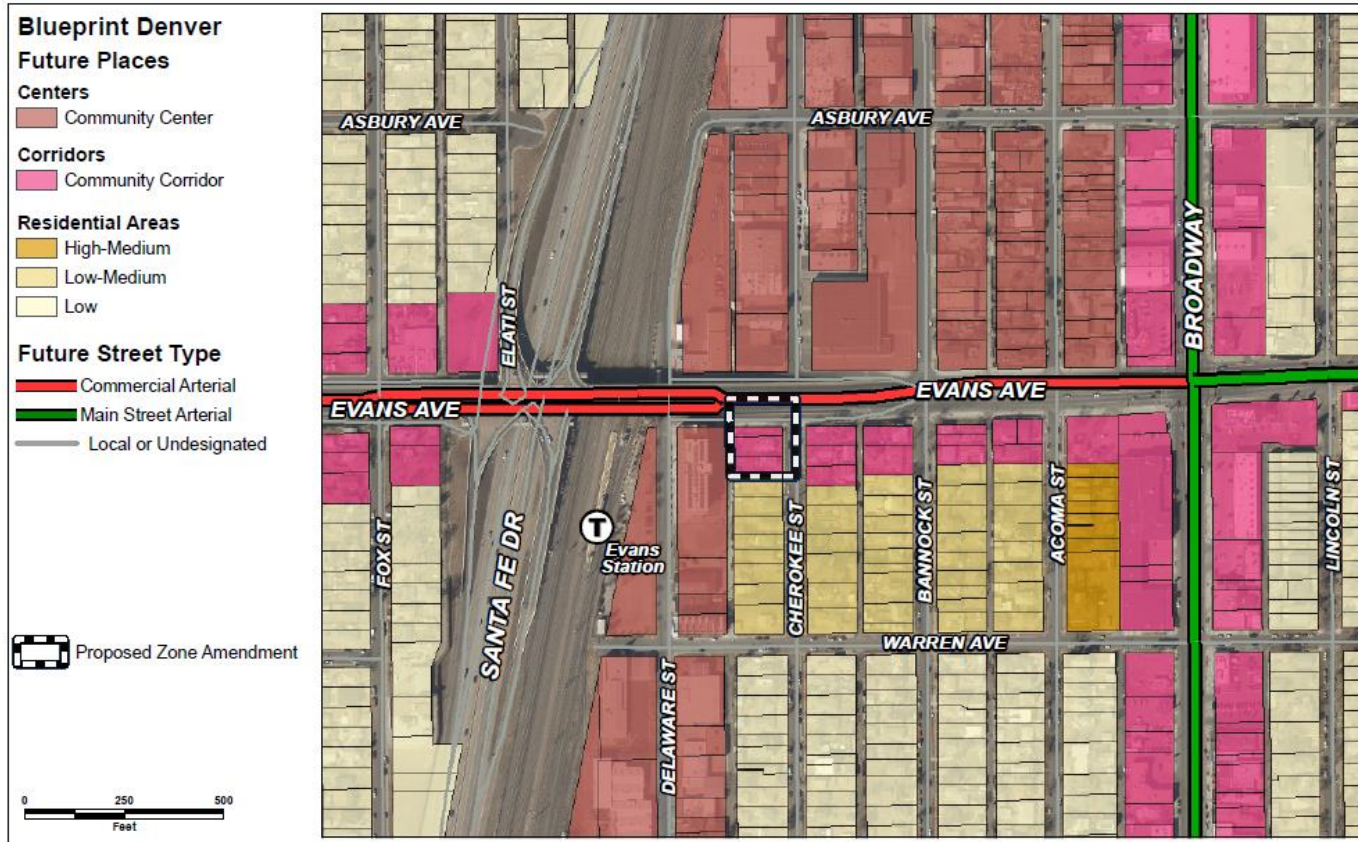 Blueprint Denver
Future Places
Centers
Community Center
Corridors
Community Corridor
Residential Areas
High-Medium
Low-Medium
Low
Future Street Type
Commercial Arterial
Main Street Arterial
Local or Undesignated
Proposed Zone Amendment
0 250 500
Feet
ASBURY AVE
ASBURY AVE
ELATI ST
BROADWAY
EVANS AVE
EVANS AVE
FOX ST
SANTA FE DR
T
Evans
Station
CHEROKEE ST
BANNOCK ST
ACOMA ST
LINCOLN ST
WARREN AVE
DELAWARE ST